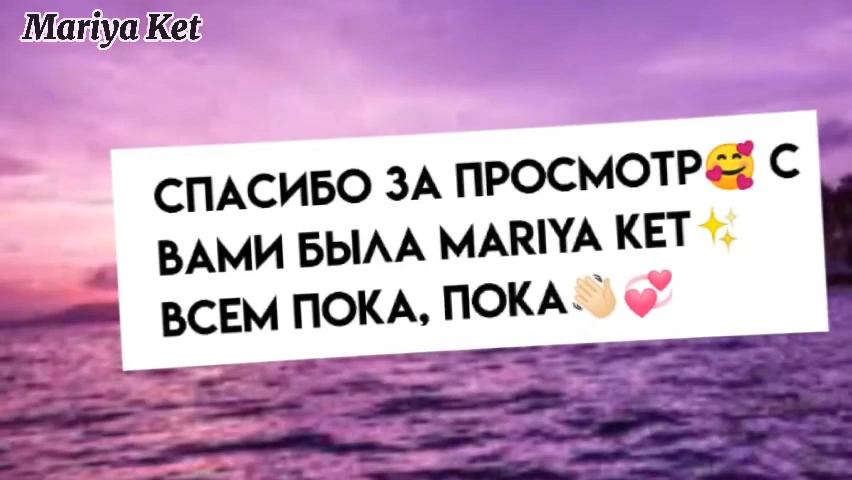 Mariya Ket
СПАСИБО ЗА ПРОСМОТР🥰 С
ВАМИ БЫЛА MARIYA KET✨
ВСЕМ ПОКА, ПОКА👋🏻💞